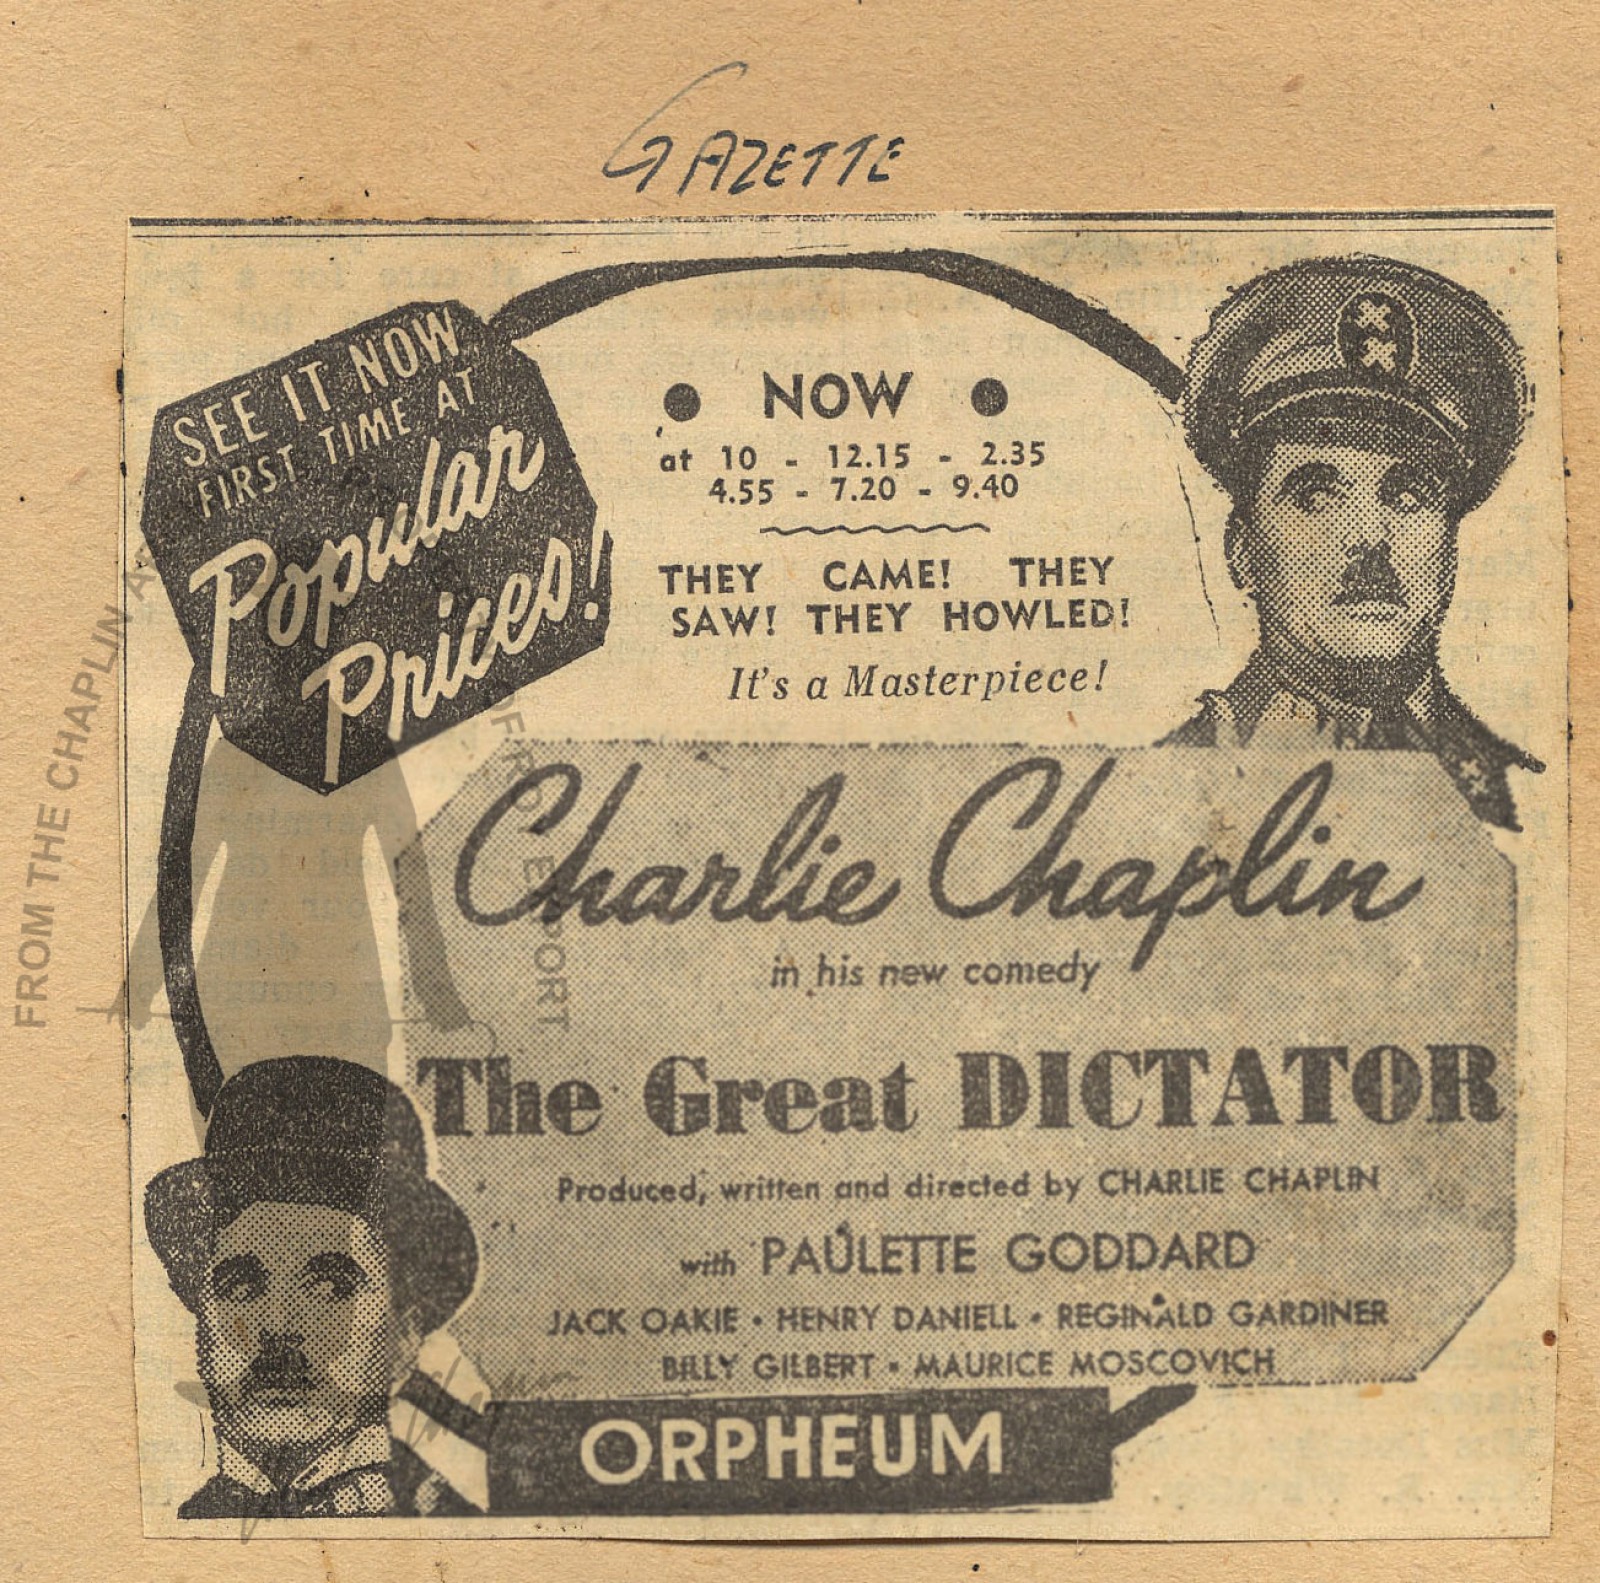 GAZETTE
SEE IT NOW
FIRST TIME AT
Popular
Prices!
• NOW •
at 10 - 12.15 - 2.35
4.55 - 7.20 - 9.40
THEY CAME! THEY
SAW! THEY HOWLED!
It's a Masterpiece!
Charlie Chaplin
in his new comedy
The Great DICTATOR
Produced, written and directed by CHARLIE CHAPLIN
with PAULETTE GODDARD
JACK OAKIE • HENRY DANIELL • REGINALD GARDINER
BILLY GILBERT • MAURICE MOSCOVICH
ORPHEUM
FROM THE CHAPLIN